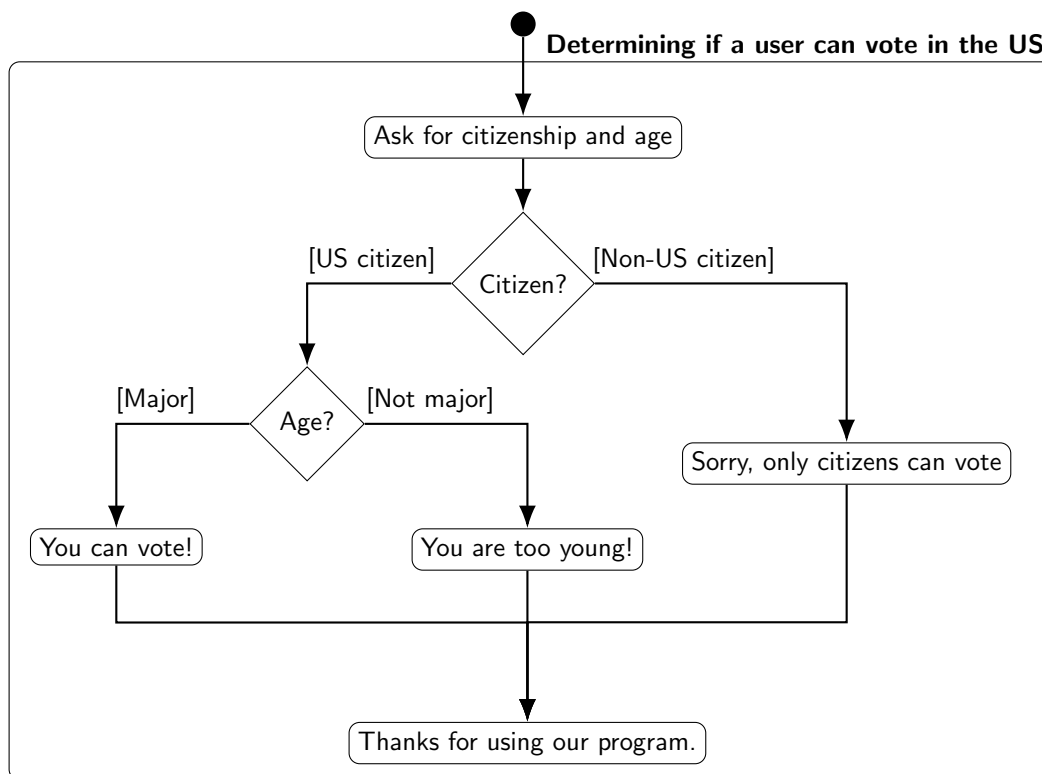 Determining if a user can vote in the US
Ask for citizenship and age
[US citizen]
[Non-US citizen]
Citizen?
[Major]
[Not major]
Age?
Sorry, only citizens can vote
You can vote!
You are too young!
Thanks for using our program.